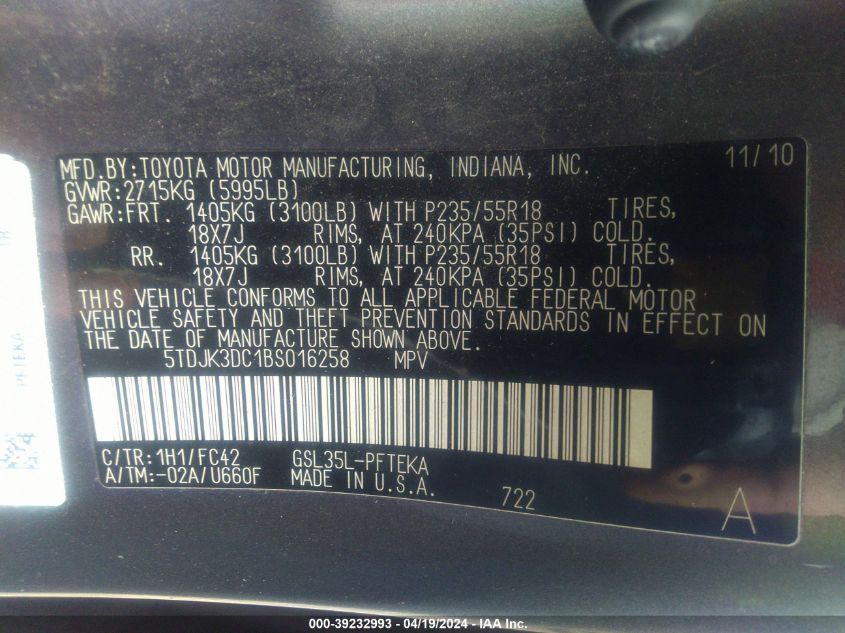 MFD.BY:TOYOTA MOTOR MANUFACTURING, INDIANA, INC. 11/10
GVWR:2715KG (5995LB)
GAWR:FRT. 1405KG (3100LB) WITH P235/55R18 TIRES,
18X7J RIMS, AT 240KPA (35PSI) COLD.
RR. 1405KG (3100LB) WITH P235/55R18 TIRES,
18X7J RIMS, AT 240KPA (35PSI) COLD.
THIS VEHICLE CONFORMS TO ALL APPLICABLE FEDERAL MOTOR
VEHICLE SAFETY AND THEFT PREVENTION STANDARDS IN EFFECT ON
THE DATE OF MANUFACTURE SHOWN ABOVE.
5TDJK3DC1BS016258 MPV
C/TR:1H1/FC42 GSL35L-PFTEKA
A/TM:-02A/U660F MADE IN U.S.A. 722 A
PFTEKA
000-39232993 - 04/19/2024 - IAA Inc.